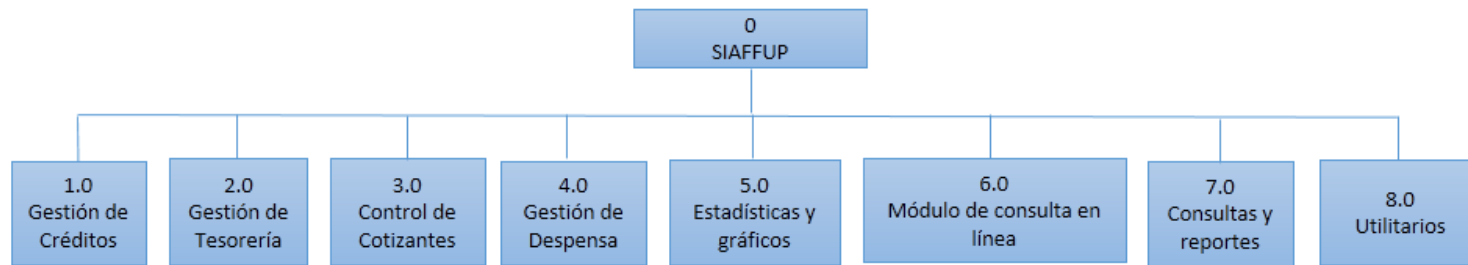 0
SIAFFUP
1.0
Gestión de
Créditos
2.0
Gestión de
Tesorería
3.0
Control de
Cotizantes
4.0
Gestión de
Despensa
5.0
Estadísticas y
gráficos
6.0
Módulo de consulta en
línea
7.0
Consultas y
reportes
8.0
Utilitarios